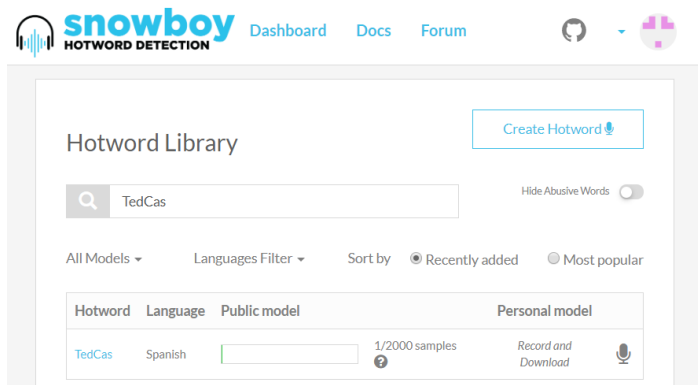 snowboy
HOTWORD DETECTION
Dashboard Docs Forum
Hotword Library
Create Hotword
TedCas
Hide Abusive Words
All Models Languages Filter Sort by Recently added Most popular
Hotword Language Public model Personal model
TedCas Spanish 1/2000 samples ? Record and Download